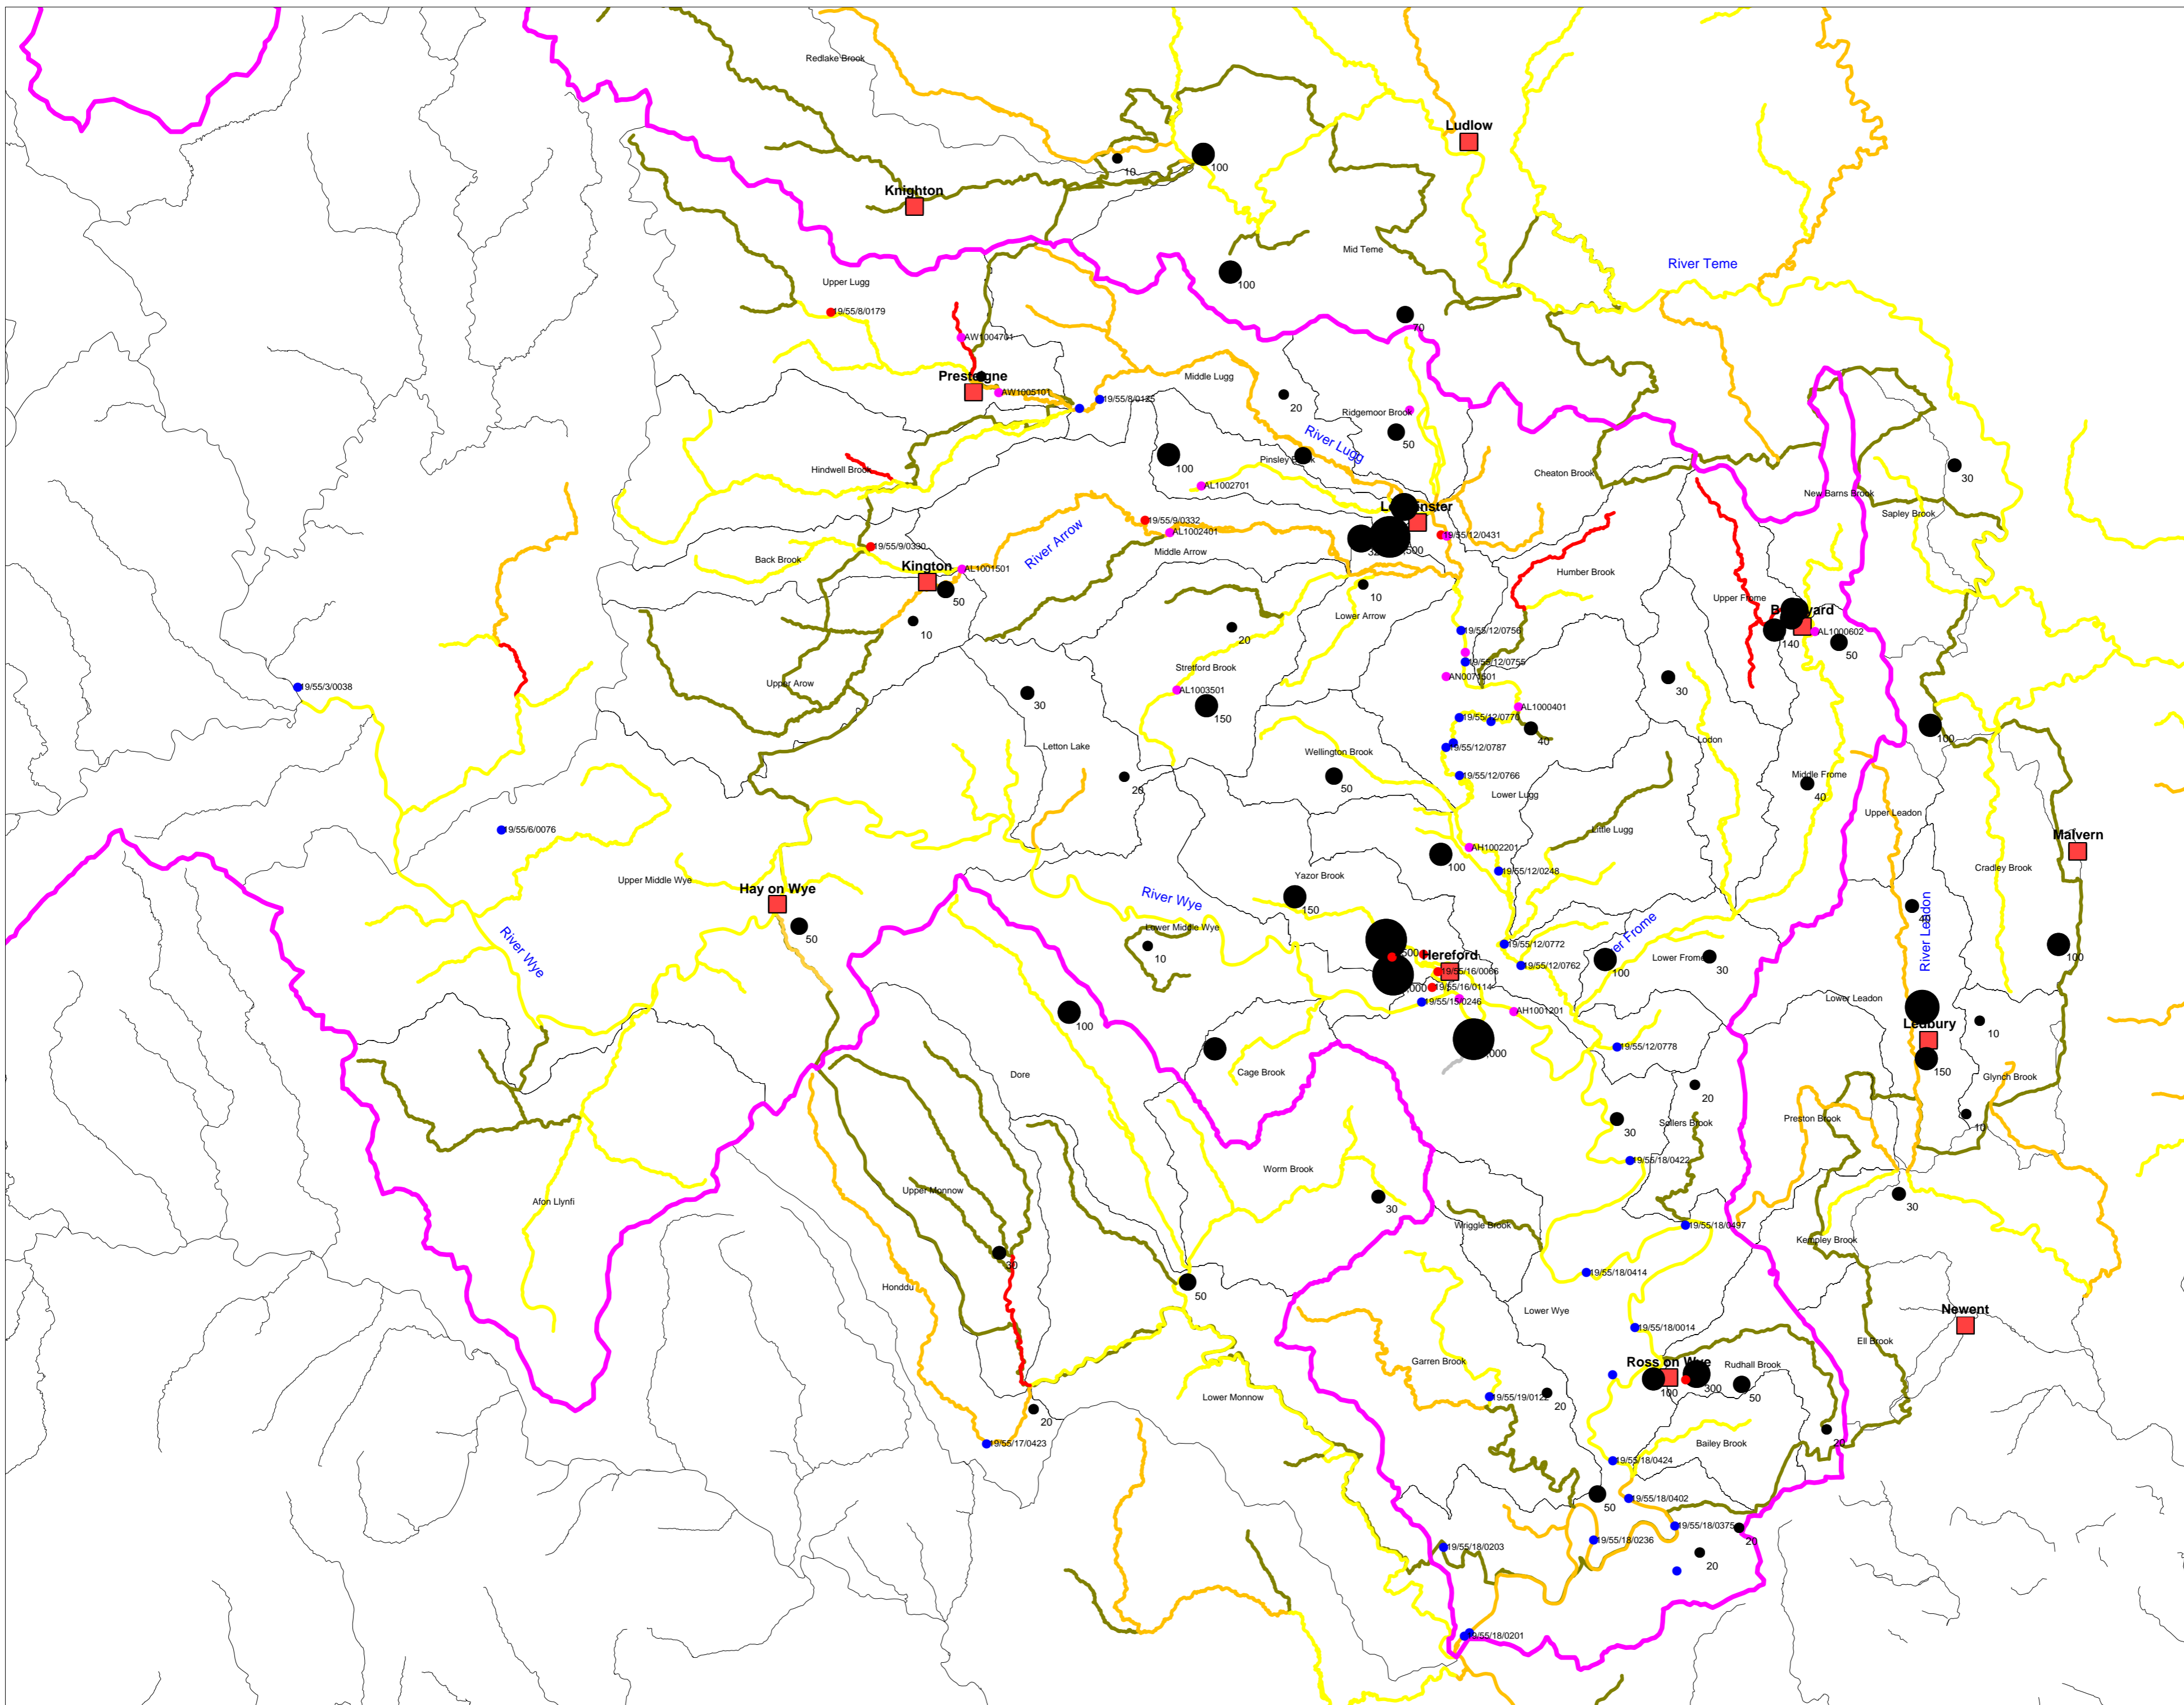 Redlake Brook
Ludlow
10
100
Knighton
Mid Teme
River Teme
Upper Lugg
100
19/55/8/0179
70
AW1004701
Middle Lugg
AW1005101
19/55/8/0125
20
Ridgemoor Brook
River Lugg
50
Pinsley
100
Hindwell Brook
Cheaton Brook
30
AL1002701
New Barns Brook
Sapley Brook
19/55/9/0332
AL1002401
19/55/12/0431
19/55/9/0330
Middle Arrow
River Arrow
Back Brook
Kington
AL1001501
Humber Brook
50
10
Lower Arrow
Upper Frome
10
20
19/55/12/0756
140
AL1000602
50
Stretford Brook
19/55/12/0755
AN0071501
Upper Arow
19/55/3/0038
30
AL1003501
150
AL1000401
30
19/55/12/0770
40
100
Letton Lake
Wellington Brook
19/55/12/0787
Lodon
20
50
19/55/12/0766
Middle Frome
40
Lower Lugg
Upper Leadon
19/55/6/0076
Little Lugg
Malvern
AH1002201
100
Cradley Brook
19/55/12/0248
Yazor Brook
Upper Middle Wye
Hay on Wye
River Wye
150
50
Lower Middle Wye
River Wye
10
19/55/12/0772
Hereford
River Leadon
100
Lower Frome
30
100
19/55/12/0762
19/55/16/0066
19/55/16/0114
19/55/15/0246
Lower Leadon
AH1001201
100
Ledbury
10
19/55/12/0778
150
Cage Brook
Dore
Glynch Brook
20
Preston Brook
30
Sollers Brook
10
19/55/18/0422
Worm Brook
Upper Monnow
Afon Llynfi
30
30
Wriggle Brook
19/55/18/0497
Kempley Brook
30
19/55/18/0414
Honddu
50
Lower Wye
Newent
19/55/18/0014
Ell Brook
Garren Brook
Ross on Wye
Rudhall Brook
100
300
50
Lower Monnow
19/55/19/0122
20
20
19/55/17/0423
Bailey Brook
20
19/55/18/0424
50
19/55/18/0402
19/55/18/0375
20
19/55/18/0236
19/55/18/0203
20
19/55/18/0201